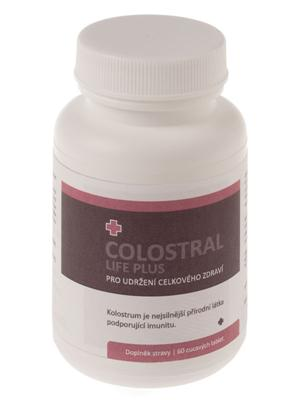 COLOSTRAL
LIFE PLUS
PRO UDRŽENÍ CELKOVÉHO ZDRAVÍ
Kolostrum je nejsilnější přírodní látka
podporující imunitu.
Doplněk stravy | 60 cucavých tablet